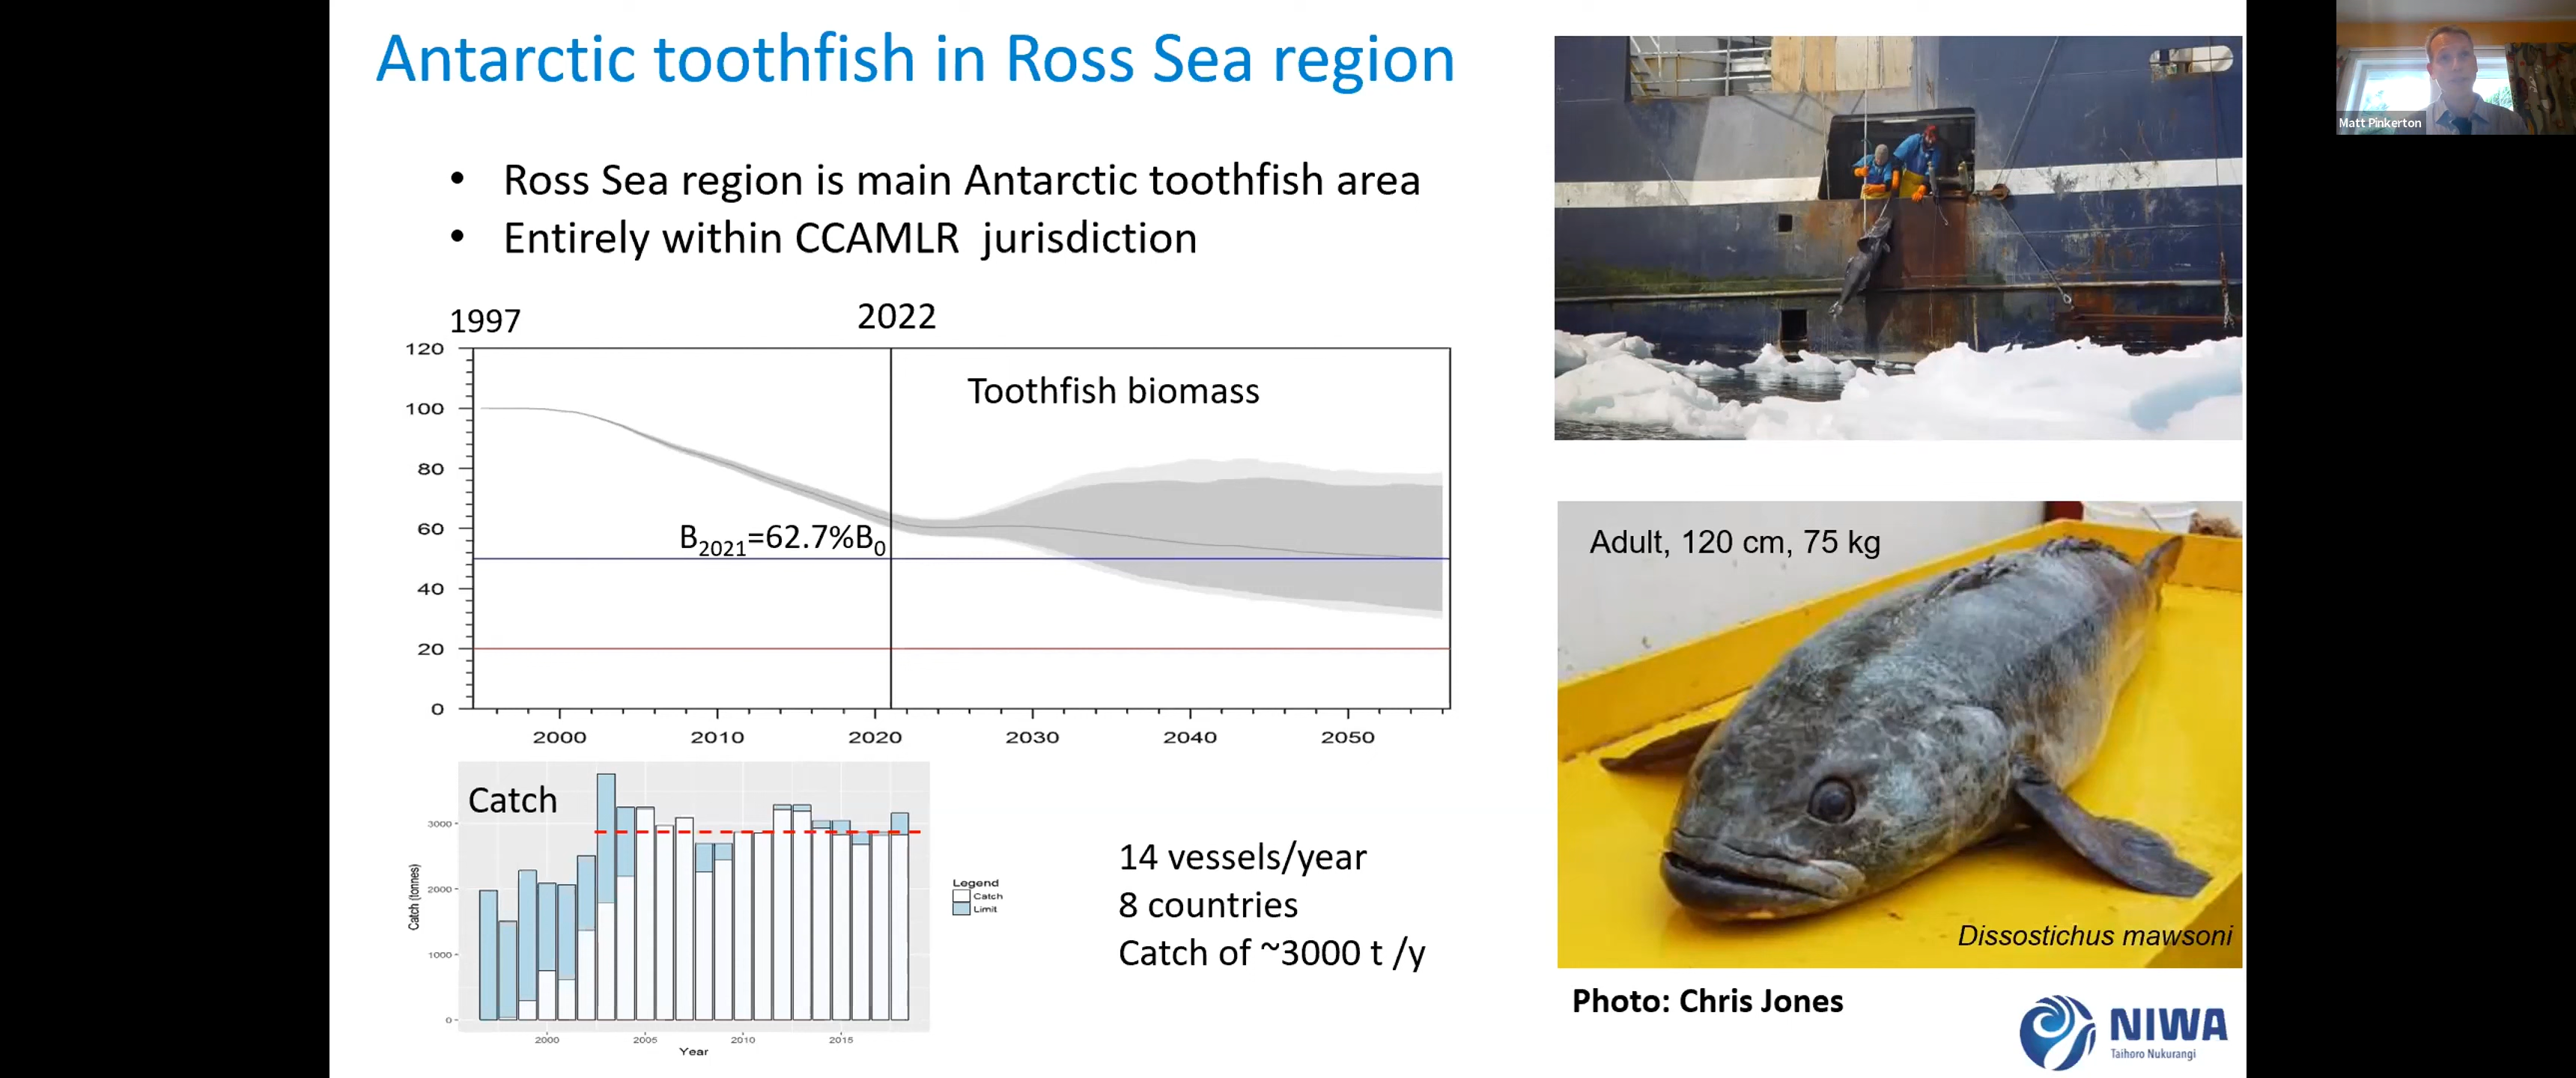 Antarctic toothfish in Ross Sea region
• Ross Sea region is main Antarctic toothfish area
• Entirely within CCAMLR jurisdiction
1997
2022
120
100
80
60
40
20
0
Toothfish biomass
B2021=62.7%B0
2000 2010 2020 2030 2040 2050
Catch
Catch (tonnes)
3000
2000
1000
0
2000 2005 2010 2015
Year
Legend
Catch
Limit
14 vessels/year
8 countries
Catch of ~3000 t /y
Adult, 120 cm, 75 kg
Dissostichus mawsoni
Photo: Chris Jones
NIWA
Taihoro Nukurangi
Matt Pinkerton